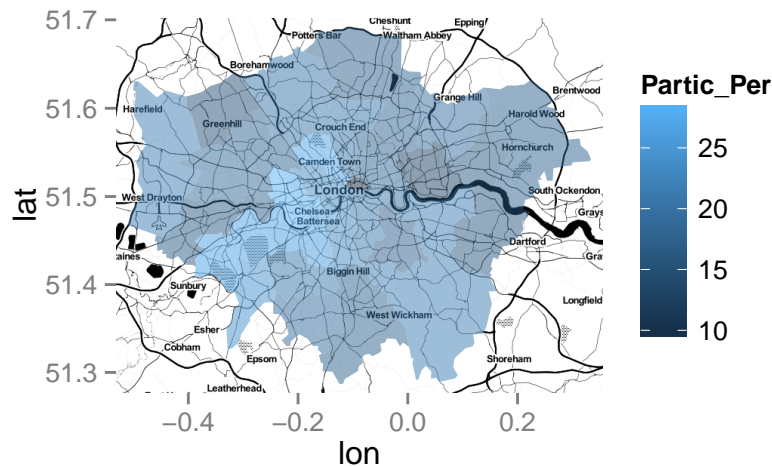 51.7
51.6
51.5
51.4
51.3
lat
−0.4
−0.2
0.0
0.2
lon
Cheshunt
Epping
Potters Bar
Waltham Abbey
Borehamwood
Harefield
Grange Hill
Brentwood
Greenhill
Crouch End
Harold Wood
Camden Town
Hornchurch
West Drayton
London
South Ockendon
Chelsea
Battersea
Grays
Dartford
taines
Biggin Hill
Gra
Sunbury
West Wickham
Longfield
Esher
Cobham
Epsom
Shoreham
Leatherhead
Partic_Per
25
20
15
10